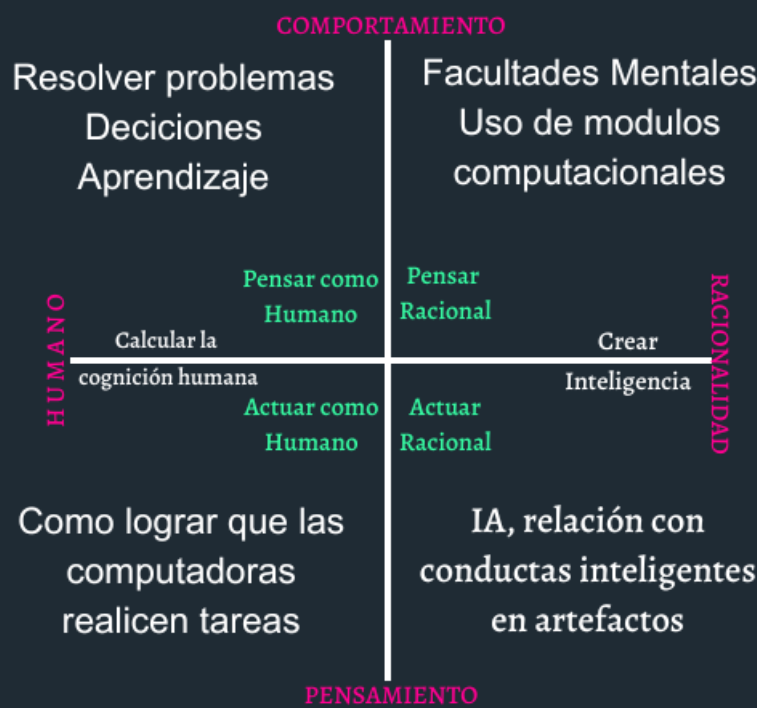 COMPORTAMIENTO
Resolver problemas
Deciciones
Aprendizaje
Facultades Mentales
Uso de modulos
computacionales
Pensar como
Humano
Pensar
Racional
HUMANO
Calcular la
cognición humana
Crear
Inteligencia
RACIONALIDAD
Actuar como
Humano
Actuar
Racional
Como lograr que las
computadoras
realicen tareas
IA, relación con
conductas inteligentes
en artefactos
PENSAMIENTO